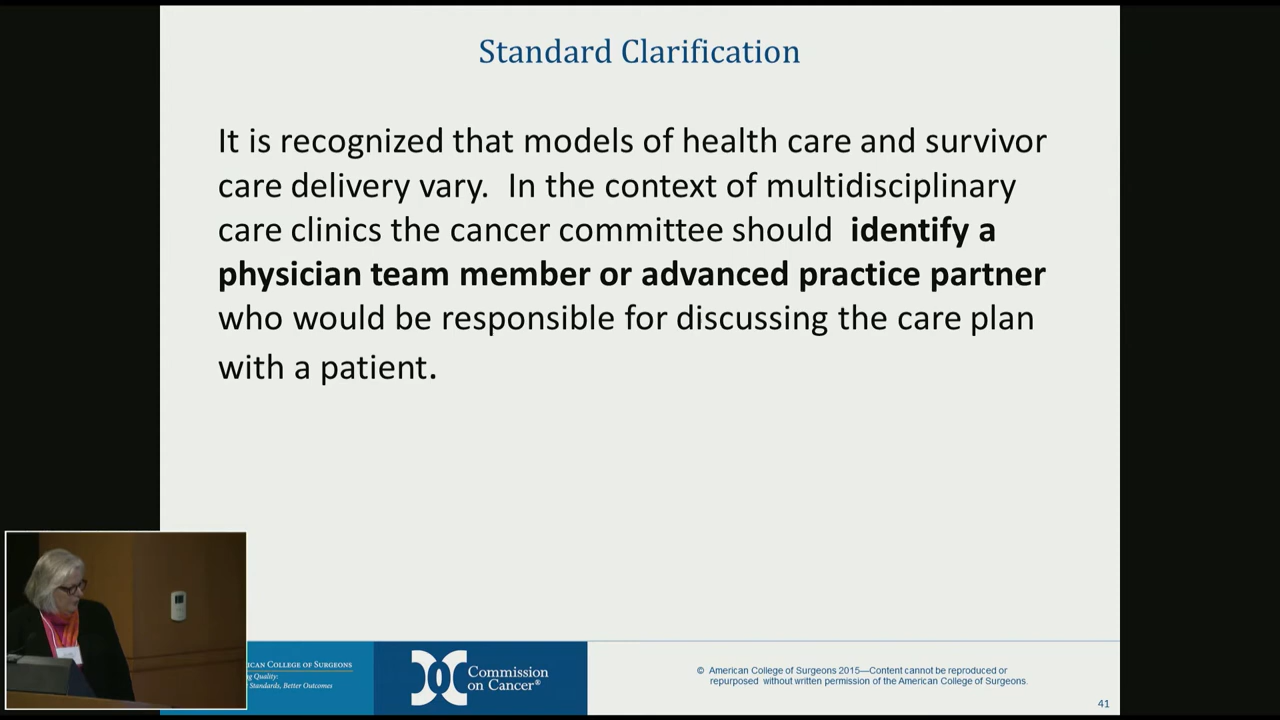 Standard Clarification
It is recognized that models of health care and survivor
care delivery vary.  In the context of multidisciplinary
care clinics the cancer committee should  identify a
physician team member or advanced practice partner
who would be responsible for discussing the care plan
with a patient.
COLLEGE OF SURGEONS
Quality:
Standards, Better Outcomes
Commission
on Cancer®
© American College of Surgeons 2015—Content cannot be reproduced or
repurposed without written permission of the American College of Surgeons.
41